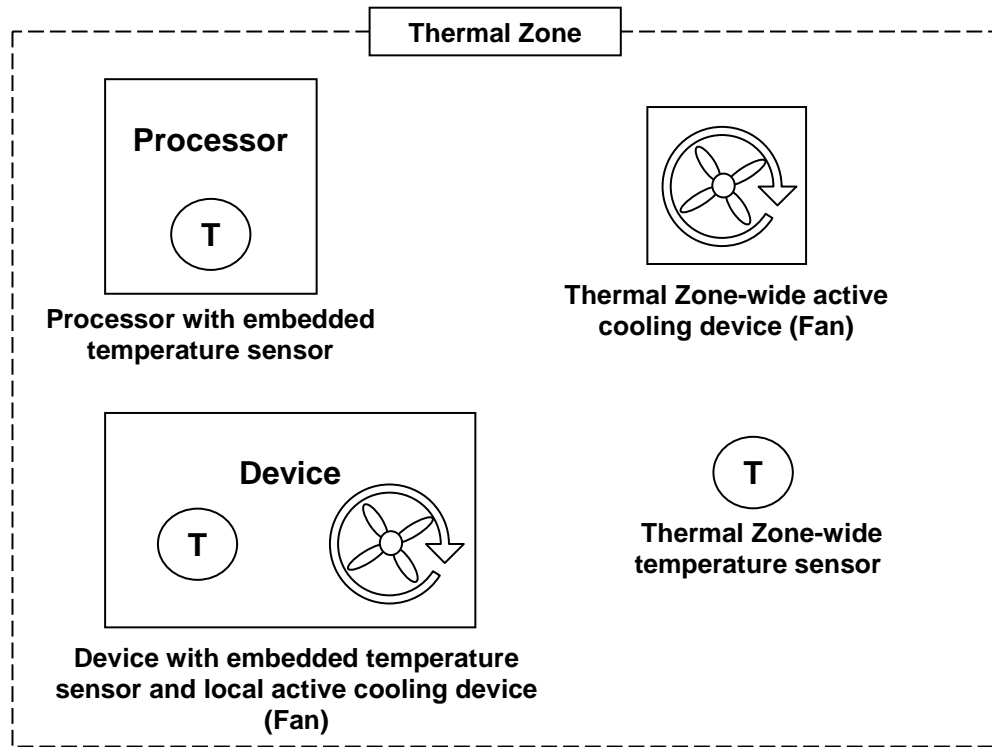 Thermal Zone
Processor
T
Processor with embedded
temperature sensor
Thermal Zone-wide active
cooling device (Fan)
Device
T
Device with embedded temperature
sensor and local active cooling device
(Fan)
T
Thermal Zone-wide
temperature sensor